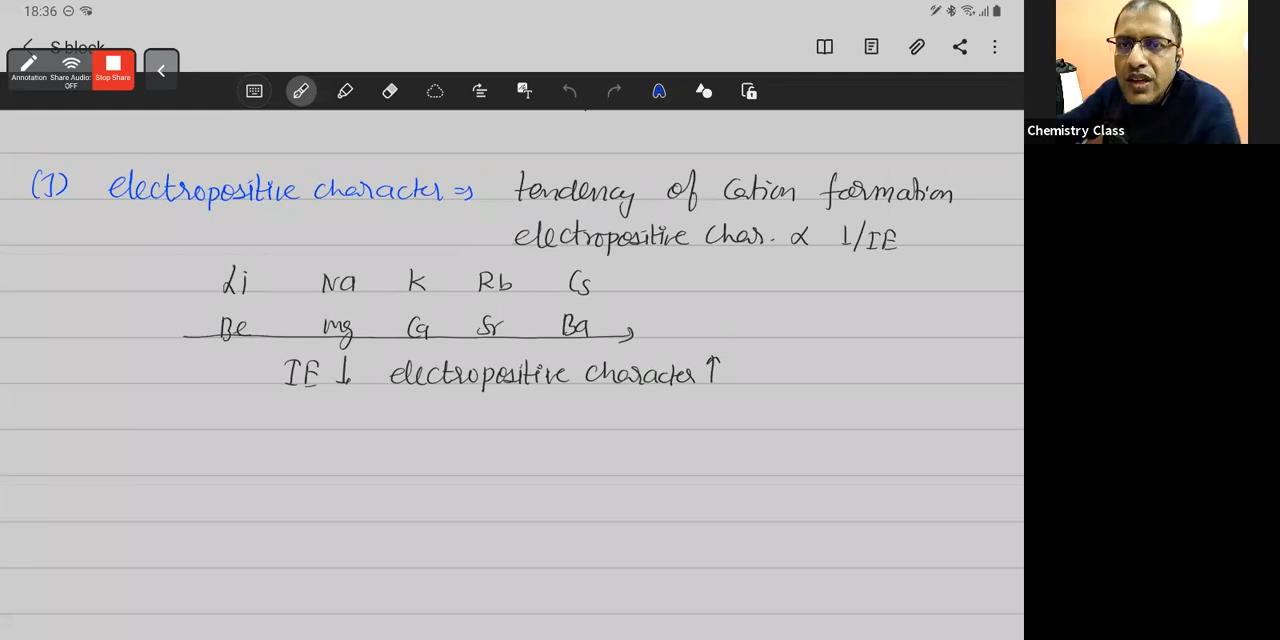 18:36
S block
Annotation Share Audio: OFF Stop Share
Chemistry Class
(J) electropositive character ⇒ tendency of Cation formation
electropositive Char. ∝ 1/IE
Li Na K Rb Cs
Be Mg Ca Sr Ba
IE ↓ electropositive character ↑